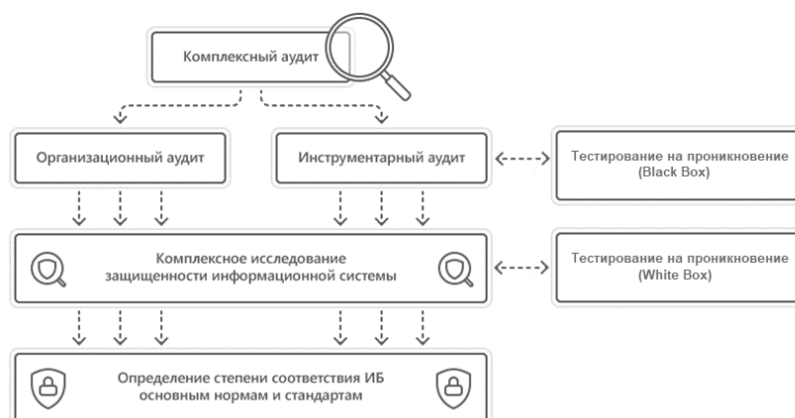 Комплексный аудит
Организационный аудит
Инструментарный аудит
Тестирование на проникновение
(Black Box)
Комплексное исследование
защищенности информационной системы
Тестирование на проникновение
(White Box)
Определение степени соответствия ИБ
основным нормам и стандартам